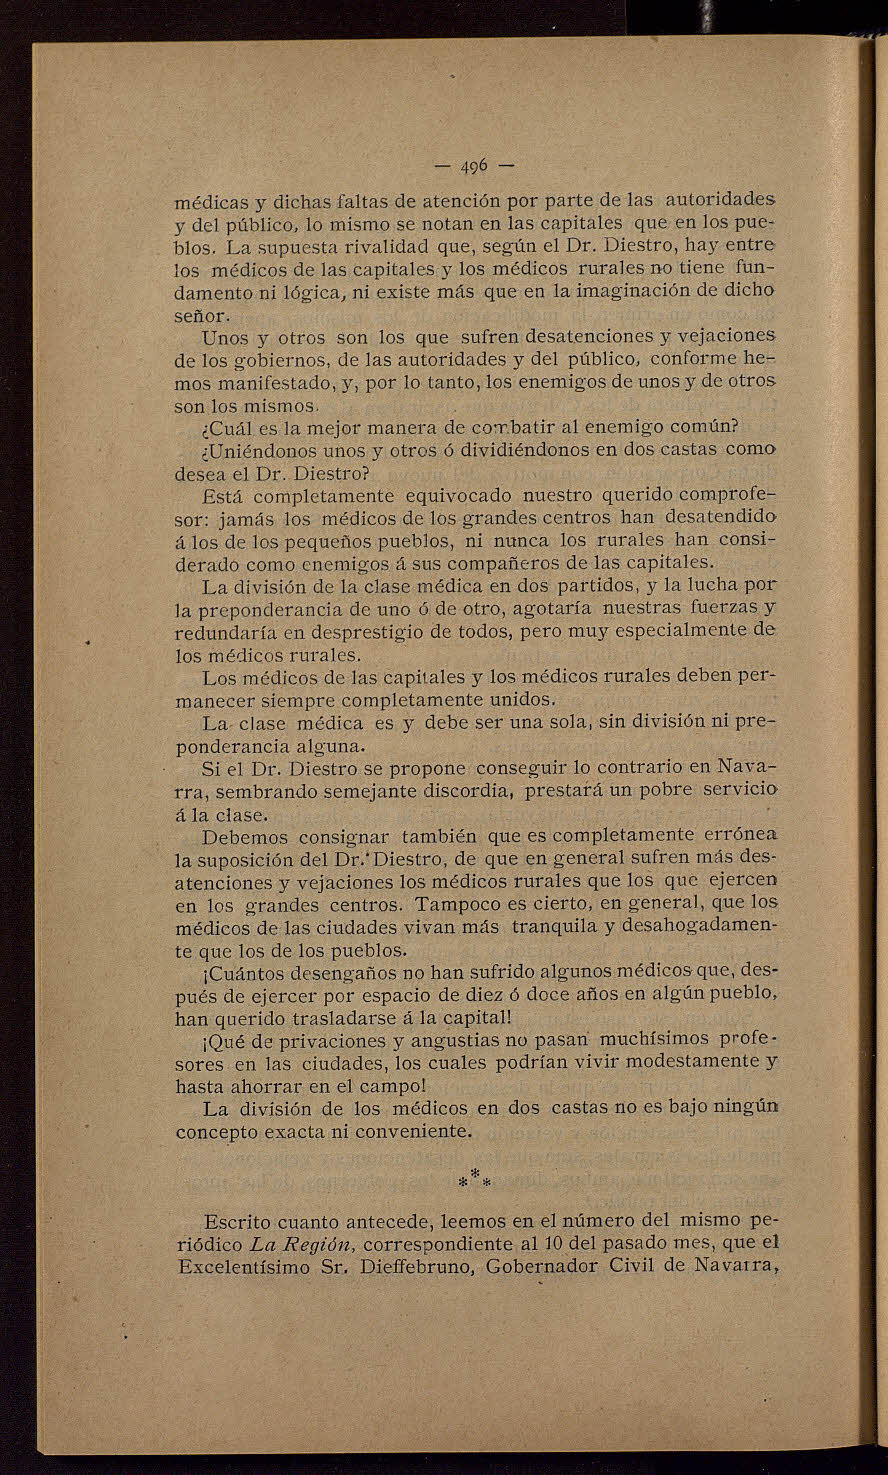 — 496 —
médicas y dichas faltas de atención por parte de las autoridades
y del público, lo mismo se notan en las capitales que en los pue-
blos. La supuesta rivalidad que, según el Dr. Diestro, hay entre
los médicos de las capitales y los médicos rurales no tiene fun-
damento ni lógica, ni existe más que en la imaginación de dicho
señor.
Unos y otros son los que sufren desatenciones y vejaciones
de los gobiernos, de las autoridades y del público, conforme he-
mos manifestado, y, por lo tanto, los enemigos de unos y de otros
son los mismos.
¿Cuál es la mejor manera de combatir al enemigo común?
¿Uniéndonos unos y otros ó dividiéndonos en dos castas como
desea el Dr. Diestro?
Está completamente equivocado nuestro querido comprofe-
sor: jamás los médicos de los grandes centros han desatendido
á los de los pequeños pueblos, ni nunca los rurales han consi-
derado como enemigos á sus compañeros de las capitales.
La división de la clase médica en dos partidos, y la lucha por
la preponderancia de uno ó de otro, agotaría nuestras fuerzas y
redundaría en desprestigio de todos, pero muy especialmente de
los médicos rurales.
Los médicos de las capitales y los médicos rurales deben per-
manecer siempre completamente unidos.
La clase médica es y debe ser una sola, sin división ni pre-
ponderancia alguna.
Si el Dr. Diestro se propone conseguir lo contrario en Nava-
rra, sembrando semejante discordia, prestará un pobre servicio
á la clase.
Debemos consignar también que es completamente errónea
la suposición del Dr. Diestro, de que en general sufren más des-
atenciones y vejaciones los médicos rurales que los que ejercen
en los grandes centros. Tampoco es cierto, en general, que los
médicos de las ciudades vivan más tranquila y desahogadamen-
te que los de los pueblos.
¡Cuántos desengaños no han sufrido algunos médicos que, des-
pués de ejercer por espacio de diez ó doce años en algún pueblo,
han querido trasladarse á la capital!
¡Qué de privaciones y angustias no pasan muchísimos profe-
sores en las ciudades, los cuales podrían vivir modestamente y
hasta ahorrar en el campo!
La división de los médicos en dos castas no es bajo ningún
concepto exacta ni conveniente.
***
Escrito cuanto antecede, leemos en el número del mismo pe-
riódico La Región, correspondiente al 10 del pasado mes, que el
Excelentísimo Sr. Dieffebruno, Gobernador Civil de Navarra,